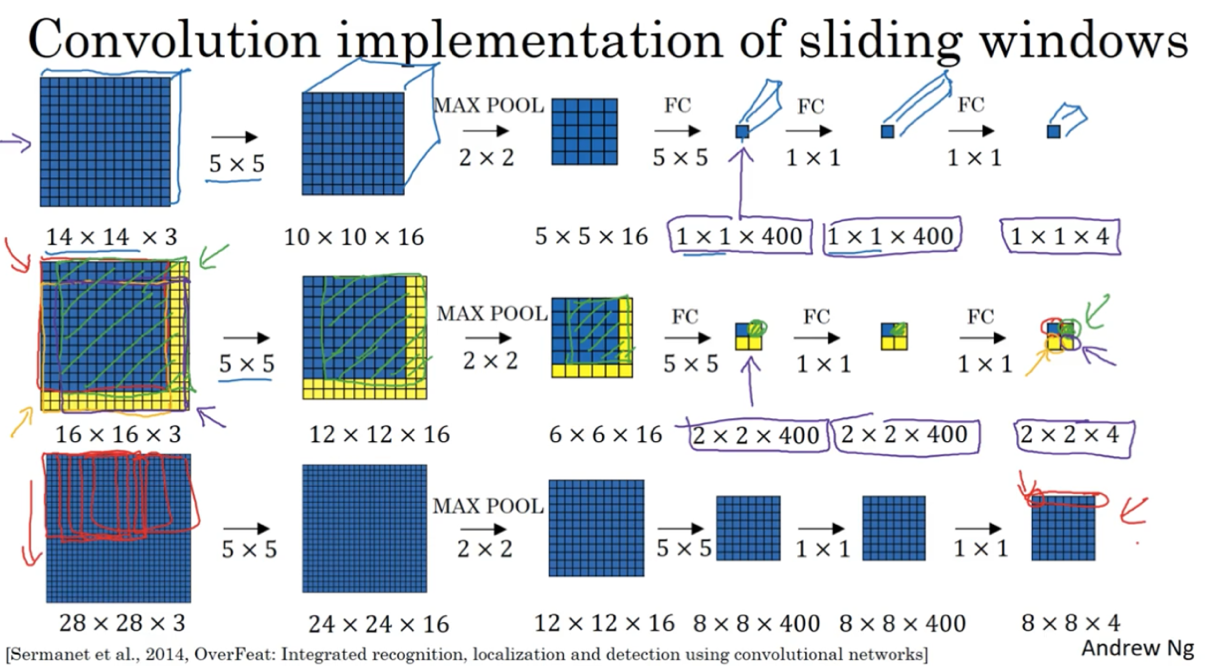 Convolution implementation of sliding windows
MAX POOL FC FC FC
5 × 5 2 × 2 5 × 5 1 × 1 1 × 1
14 × 14 × 3 10 × 10 × 16 5 × 5 × 16 1 × 1 × 400 1 × 1 × 400 1 × 1 × 4
MAX POOL FC FC FC
5 × 5 2 × 2 5 × 5 1 × 1 1 × 1
16 × 16 × 3 12 × 12 × 16 6 × 6 × 16 2 × 2 × 400 2 × 2 × 400 2 × 2 × 4
MAX POOL
5 × 5 2 × 2 5 × 5 1 × 1 1 × 1
28 × 28 × 3 24 × 24 × 16 12 × 12 × 16 8 × 8 × 400 8 × 8 × 400 8 × 8 × 4
[Sermanet et al., 2014, OverFeat: Integrated recognition, localization and detection using convolutional networks]
Andrew Ng